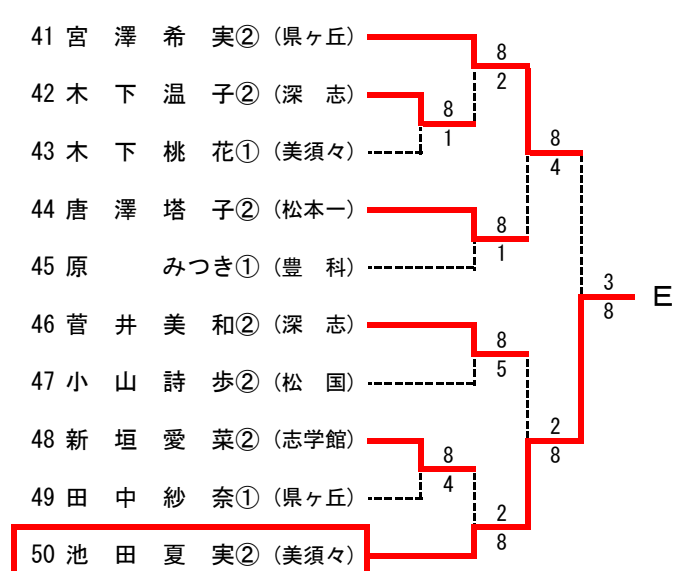 41 宮 澤 希 実② (県ヶ丘)
8
2
42 木 下 温 子② (深 志)
8
1
43 木 下 桃 花① (美須々)
8
4
44 唐 澤 塔 子② (松本一)
8
1
45 原 みつき① (豊 科)
3
8
E
46 菅 井 美 和② (深 志)
8
5
47 小 山 詩 歩② (松 国)
2
8
48 新 垣 愛 菜② (志学館)
8
4
49 田 中 紗 奈① (県ヶ丘)
2
8
50 池 田 夏 実② (美須々)